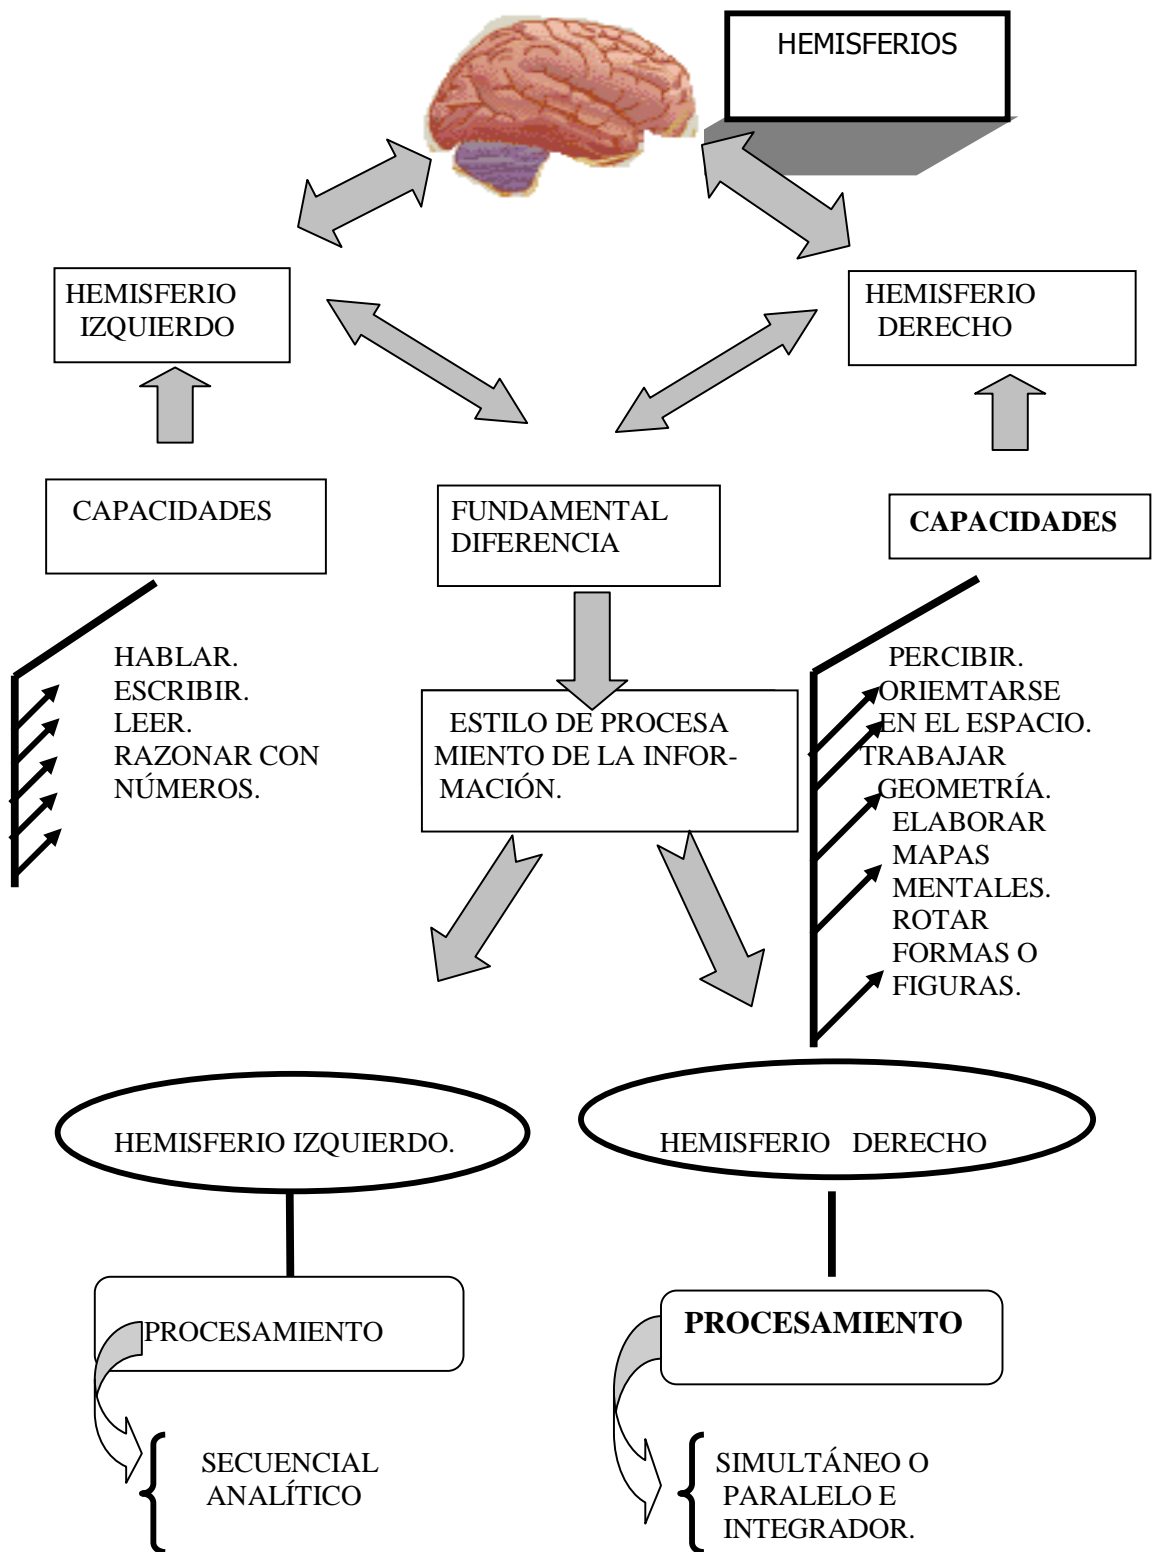 HEMISFERIOS
HEMISFERIO
IZQUIERDO
HEMISFERIO
DERECHO
CAPACIDADES
FUNDAMENTAL
DIFERENCIA
CAPACIDADES
HABLAR.
ESCRIBIR.
LEER.
RAZONAR CON
NÚMEROS.
ESTILO DE PROCESA
MIENTO DE LA INFOR-
MACIÓN.
PERCIBIR.
ORIEMTARSE
EN EL ESPACIO.
TRABAJAR
GEOMETRÍA.
ELABORAR
MAPAS
MENTALES.
ROTAR
FORMAS O
FIGURAS.
HEMISFERIO IZQUIERDO.
HEMISFERIO DERECHO
PROCESAMIENTO
PROCESAMIENTO
SECUENCIAL
ANALÍTICO
SIMULTÁNEO O
PARALELO E
INTEGRADOR.